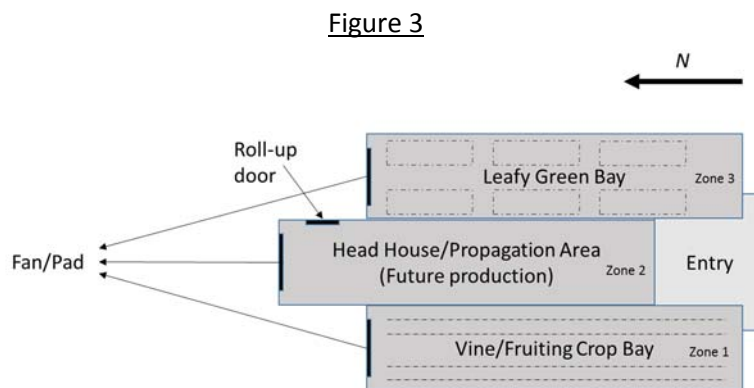 Figure 3
N
Roll-up
door
Leafy Green Bay
Zone 3
Fan/Pad
Head House/Propagation Area
(Future production)
Zone 2
Entry
Vine/Fruiting Crop Bay
Zone 1